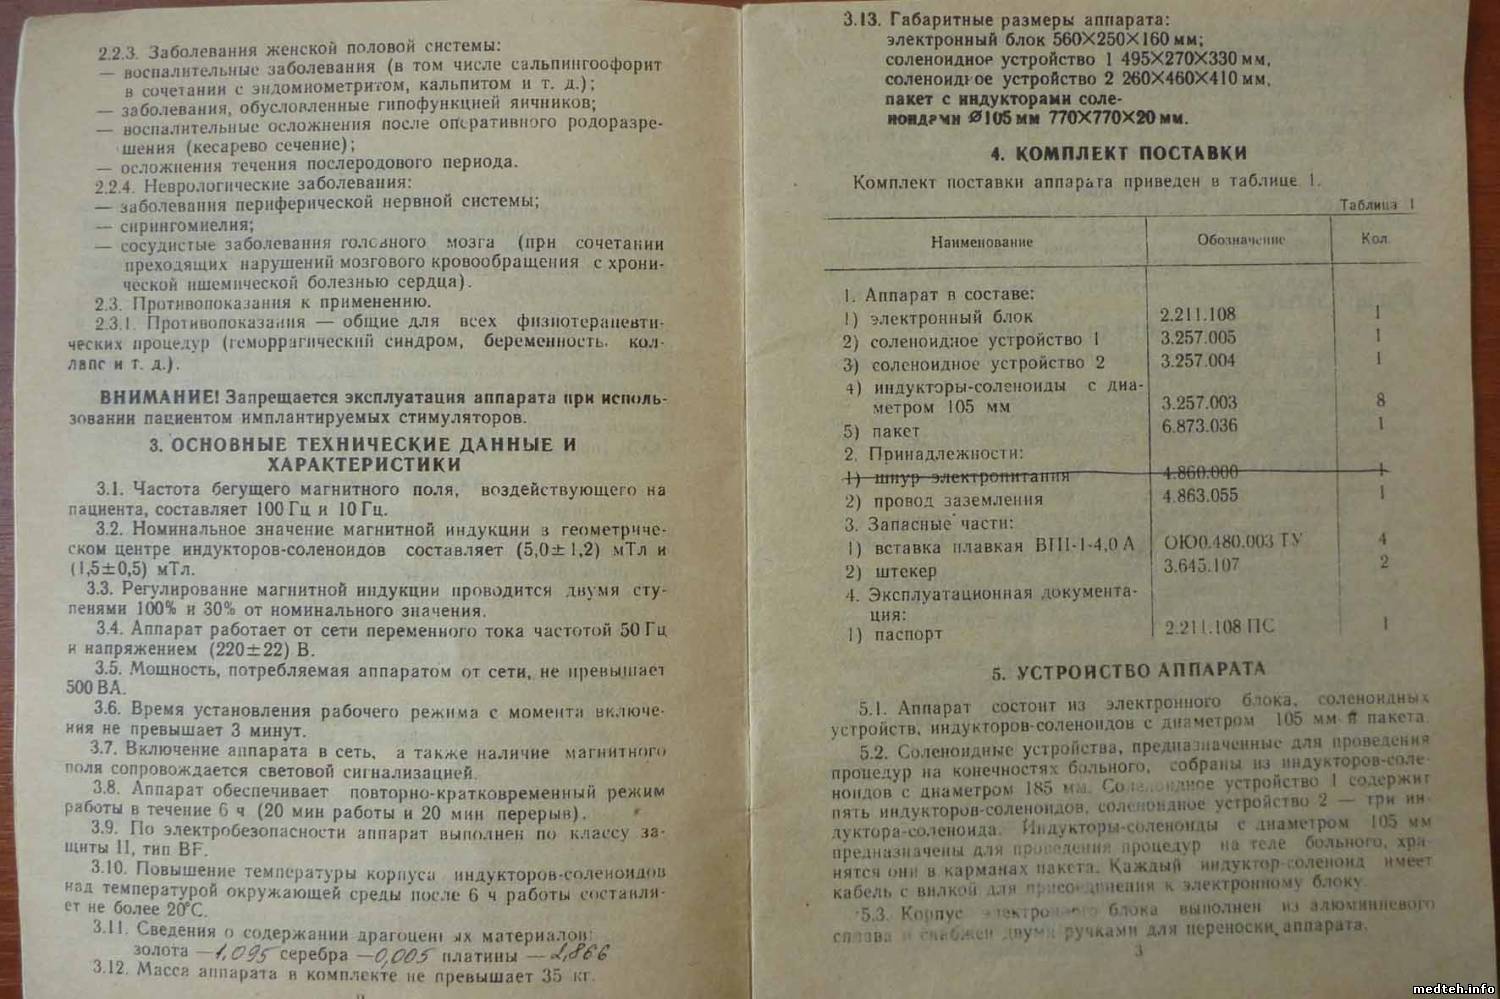 2.2.3. Заболевания женской половой системы:
— воспалительные заболевания (в том числе сальпингоофорит
в сочетании с эндомиометритом, кальпитом и т. д.);
— заболевания, обусловленные гипофункцией яичников;
— воспалительные осложнения после оперативного родоразре-
шения (кесарево сечение);
— осложнения течения послеродового периода.
2.2.4. Неврологические заболевания:
— заболевания периферической нервной системы;
— сирингомиелия;
— сосудистые заболевания головного мозга (при сочетании
преходящих нарушений мозгового кровообращения с хрони-
ческой ишемической болезнью сердца).
2.3. Противопоказания к применению.
2.3.1. Противопоказания — общие для всех физиотерапевти-
ческих процедур (геморрагический синдром, беременность, кол-
лапс и т. д.).
ВНИМАНИЕ! Запрещается эксплуатация аппарата при исполь-
зовании пациентом имплантируемых стимуляторов.
3. ОСНОВНЫЕ ТЕХНИЧЕСКИЕ ДАННЫЕ И
ХАРАКТЕРИСТИКИ
3.1. Частота бегущего магнитного поля, воздействующего на
пациента, составляет 100 Гц и 10 Гц.
3.2. Номинальное значение магнитной индукции в геометриче-
ском центре индукторов-соленоидов составляет (5,0±1,2) мТл и
(1,5±0,5) мТл.
3.3. Регулирование магнитной индукции проводится двумя сту-
пенями 100% и 30% от номинального значения.
3.4. Аппарат работает от сети переменного тока частотой 50 Гц
и напряжением (220±22) В.
3.5. Мощность, потребляемая аппаратом от сети, не превышает
500 ВА.
3.6. Время установления рабочего режима с момента включе-
ния не превышает 3 минут.
3.7. Включение аппарата в сеть, а также наличие магнитного
поля сопровождается световой сигнализацией.
3.8. Аппарат обеспечивает повторно-кратковременный режим
работы в течение 6 ч (20 мин работы и 20 мин перерыв).
3.9. По электробезопасности аппарат выполнен по классу за-
щиты II, тип BF.
3.10. Повышение температуры корпуса индукторов-соленоидов
над температурой окружающей среды после 6 ч работы составля-
ет не более 20°С.
3.11. Сведения о содержании драгоценных материалов:
золота —1,095 серебра —0,005 платины —2,866
3.12. Масса аппарата в комплекте не превышает 35 кг.
3.13. Габаритные размеры аппарата:
электронный блок 560X250X160 мм;
соленоидное устройство 1 495X270X330 мм,
соленоидное устройство 2 260X460X410 мм,
пакет с индукторами соле-
ноидами Ø105 мм 770X770X20 мм.
4. КОМПЛЕКТ ПОСТАВКИ
Комплект поставки аппарата приведен в таблице 1.
Таблица 1
Наименование Обозначение Кол.
1. Аппарат в составе:
1) электронный блок 2.211.108 1
2) соленоидное устройство 1 3.257.005 1
3) соленоидное устройство 2 3.257.004 1
4) индукторы-соленоиды с диа-
метром 105 мм 3.257.003 8
5) пакет 6.873.036 1
2. Принадлежности:
1) шнур электропитания 4.860.000 1
2) провод заземления 4.863.055 1
3. Запасные части:
1) вставка плавкая ВП1-1-4,0 А ОЮ0.480.003 ТУ 4
2) штекер 3.645.107 2
4. Эксплуатационная документа-
ция:
1) паспорт 2.211.108 ПС 1
5. УСТРОЙСТВО АППАРАТА
5.1. Аппарат состоит из электронного блока, соленоидных
устройств, индукторов-соленоидов с диаметром 105 мм и пакета.
5.2. Соленоидные устройства, предназначенные для проведения
процедур на конечностях больного, собраны из индукторов-соле-
ноидов с диаметром 185 мм. Соленоидное устройство 1 содержит
пять индукторов-соленоидов, соленоидное устройство 2 — три ин-
дуктора-соленоида. Индукторы-соленоиды с диаметром 105 мм
предназначены для проведения процедур на теле больного, хра-
нятся они в карманах пакета. Каждый индуктор-соленоид имеет
кабель с вилкой для присоединения к электронному блоку.
5.3. Корпус электронного блока выполнен из алюминиевого
сплава и снабжен двумя ручками для переноски аппарата.
3
medteh.info